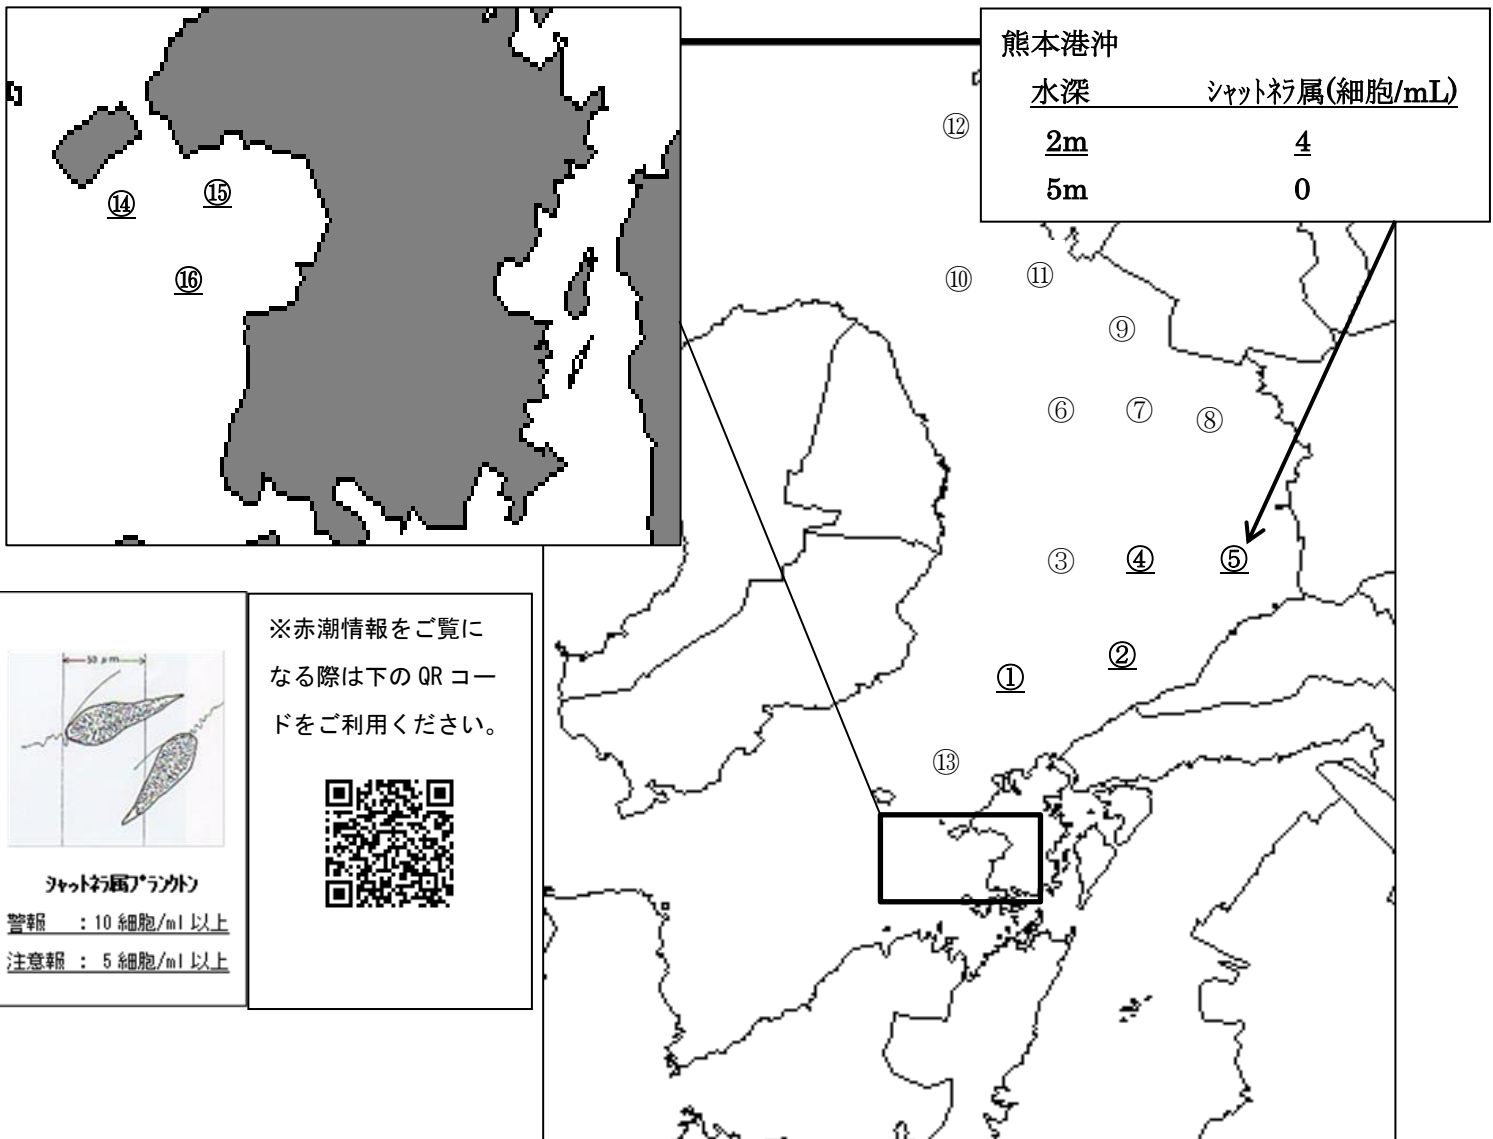 熊本港沖
水深 ｼｬｯﾄﾈﾗ属(細胞/mL)
2m 4
5m 0
⑫
⑭ ⑮
⑯
⑩ ⑪
⑨
⑥ ⑦ ⑧
③ ④ ⑤
① ②
⑬
50 μm
ｼｬｯﾄﾈﾗ属ﾌﾟﾗﾝｸﾄﾝ
警報 ：10 細胞/ml 以上
注意報 ： 5 細胞/ml 以上
※赤潮情報をご覧に
なる際は下の QR コー
ドをご利用ください。